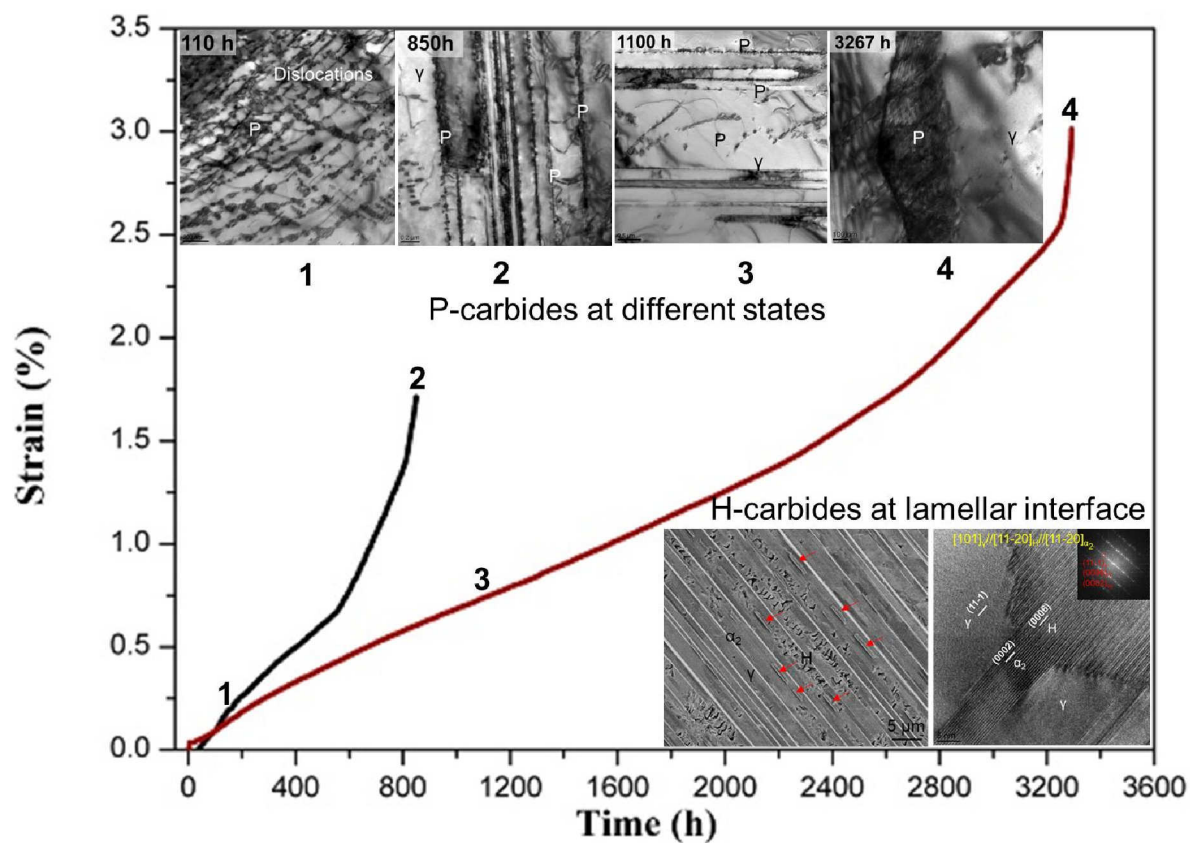 3.5
3.0
2.5
2.0
1.5
1.0
0.5
0.0
Strain (%)
110 h
Dislocations
P
1
850h
γ
P
P
P
2
1100 h
P
P
P
γ
3
3267 h
P
γ
4
4
P-carbides at different states
2
1
3
H-carbides at lamellar interface
α2
γ
H
5 μm
[101]γ//[11-20]H//[11-20]α2
γ (11-1)
(0006) H
(0002) α2
γ
0 400 800 1200 1600 2000 2400 2800 3200 3600
Time (h)